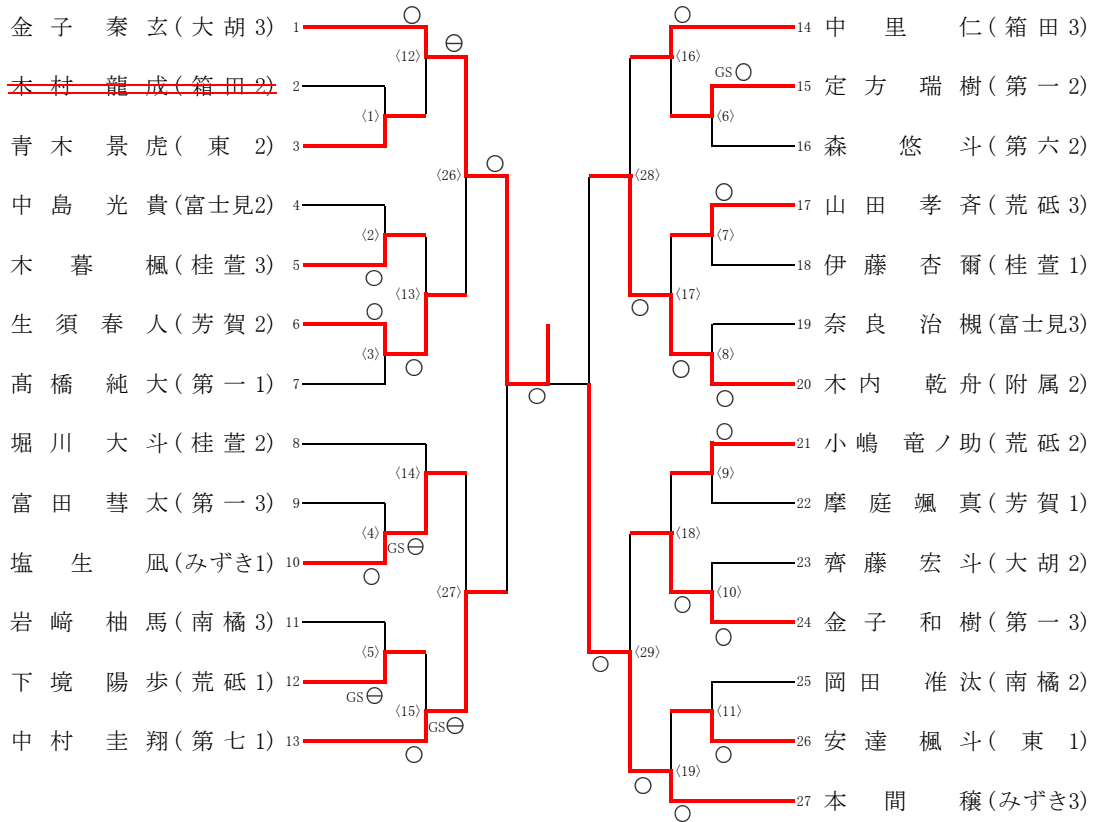 金子 秦玄(大胡3) 1
木村 龍成(箱田2) 2
青木 景虎(東2) 3
中島 光貴(富士見2) 4
木暮 楓(桂萱3) 5
生須 春人(芳賀2) 6
髙橋 純大(第一1) 7
堀川 大斗(桂萱2) 8
富田 彗太(第一3) 9
塩生 凪(みずき1) 10
岩﨑 柚馬(南橘3) 11
下境 陽歩(荒砥1) 12
中村 圭翔(第七1) 13
〈12〉
〈1〉
〈26〉
〈2〉
〈13〉
〈3〉
〈14〉
〈4〉
GS
〈27〉
〈5〉
GS
〈15〉
GS
〈16〉
GS
〈6〉
〈28〉
〈7〉
〈17〉
〈8〉
〈9〉
〈18〉
〈10〉
〈29〉
〈11〉
〈19〉
14 中里 仁(箱田3)
15 定方 瑞樹(第一2)
16 森 悠斗(第六2)
17 山田 孝斉(荒砥3)
18 伊藤 杏爾(桂萱1)
19 奈良 治槻(富士見3)
20 木内 乾舟(附属2)
21 小嶋 竜ノ助(荒砥2)
22 摩庭 颯真(芳賀1)
23 齊藤 宏斗(大胡2)
24 金子 和樹(第一3)
25 岡田 准汰(南橘2)
26 安達 楓斗(東1)
27 本間 穣(みずき3)